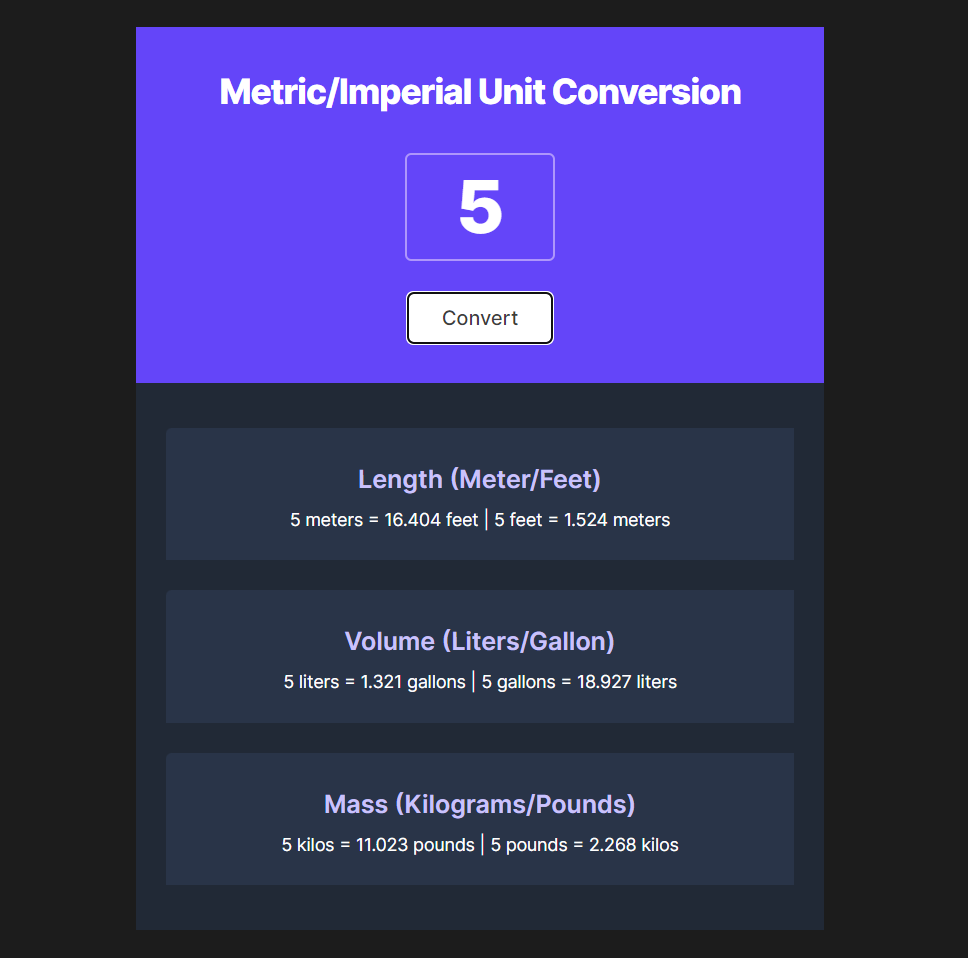 Metric/Imperial Unit Conversion
5
Convert
Length (Meter/Feet)
5 meters = 16.404 feet | 5 feet = 1.524 meters
Volume (Liters/Gallon)
5 liters = 1.321 gallons | 5 gallons = 18.927 liters
Mass (Kilograms/Pounds)
5 kilos = 11.023 pounds | 5 pounds = 2.268 kilos